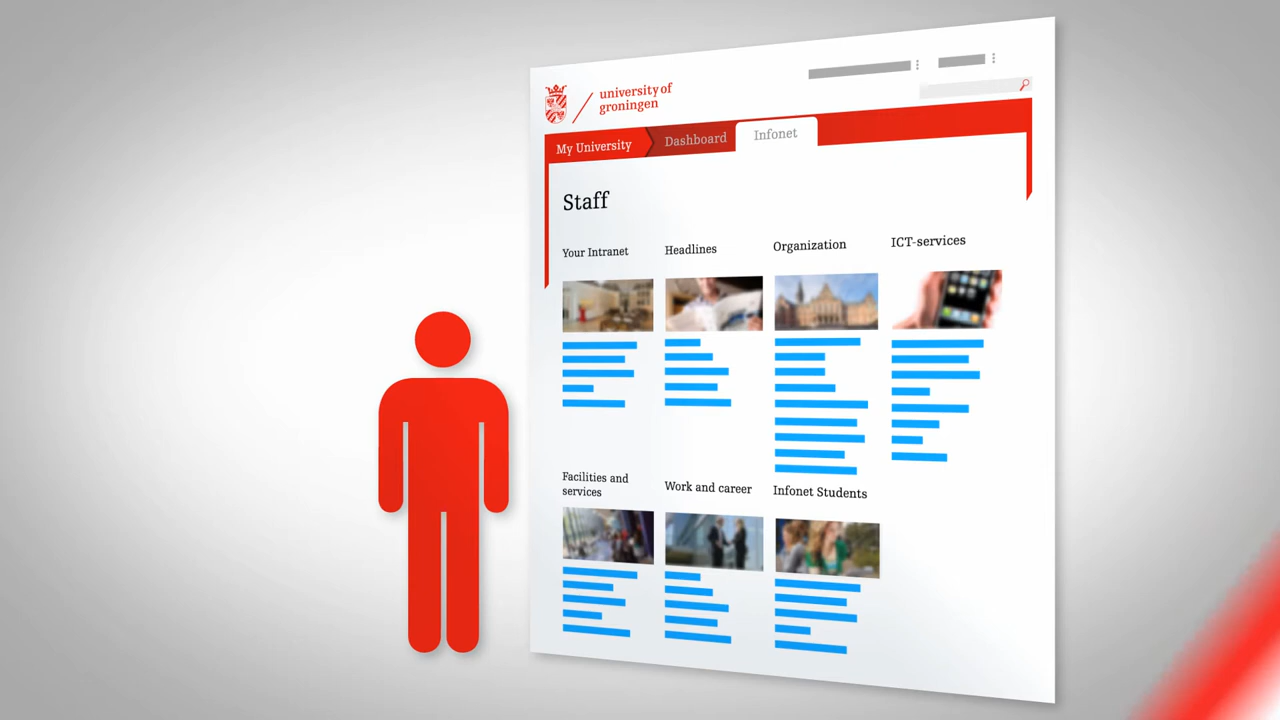 university of
groningen
My University
Dashboard
Infonet
Staff
Your Intranet
Headlines
Organization
ICT-services
Facilities and
services
Work and career
Infonet Students